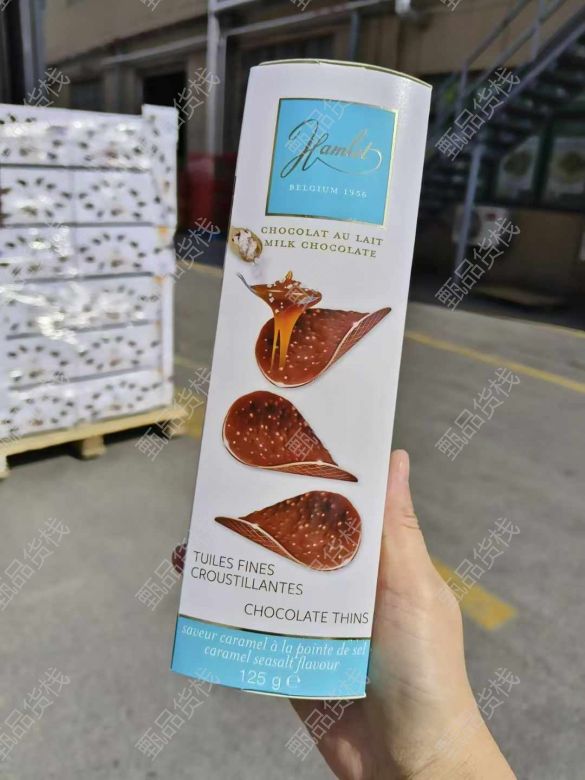 Hamlet
BELGIUM 1956
CHOCOLAT AU LAIT
MILK CHOCOLATE
TUILES FINES
CROUSTILLANTES
CHOCOLATE THINS
saveur caramel à la pointe de sel
caramel seasalt flavour
125 g ℮
甄品货栈